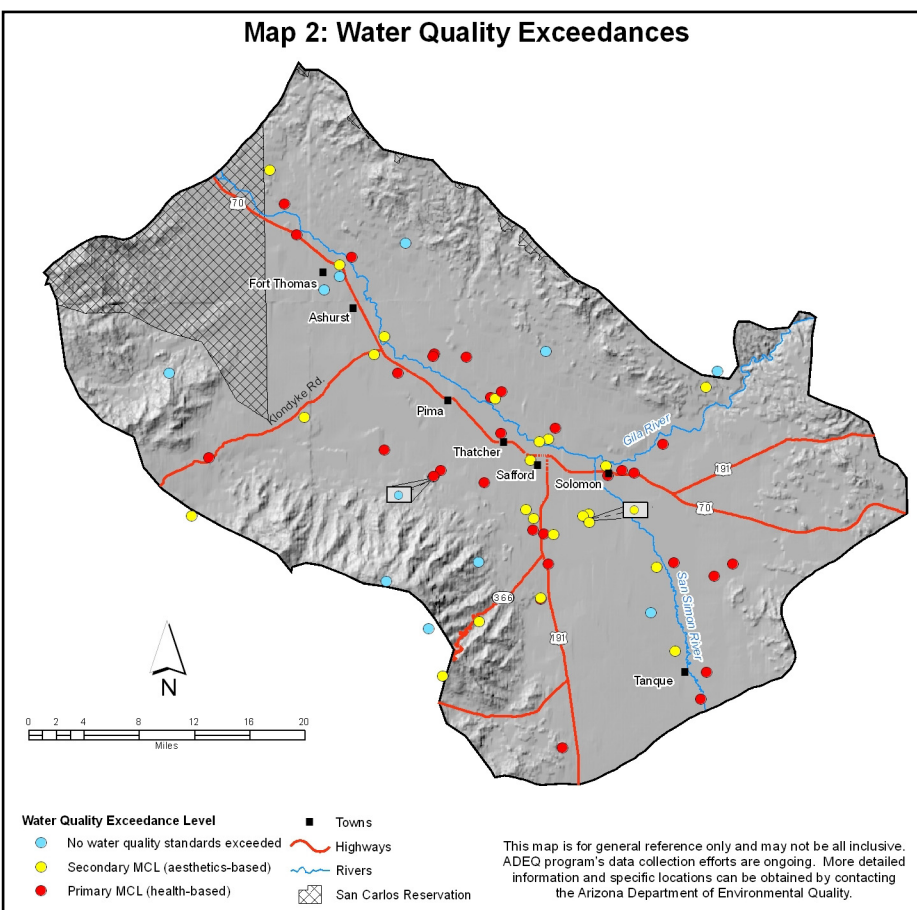 Map 2: Water Quality Exceedances
70
Fort Thomas
Ashurst
Klondyke Rd.
Pima
Gila River
Thatcher
191
Safford
Solomon
70
San Simon River
366
191
Tanque
N
0 2 4 8 12 16 20
Miles
Water Quality Exceedance Level
No water quality standards exceeded
Secondary MCL (aesthetics-based)
Primary MCL (health-based)
Towns
Highways
Rivers
San Carlos Reservation
This map is for general reference only and may not be all inclusive.
ADEQ program's data collection efforts are ongoing. More detailed
information and specific locations can be obtained by contacting
the Arizona Department of Environmental Quality.